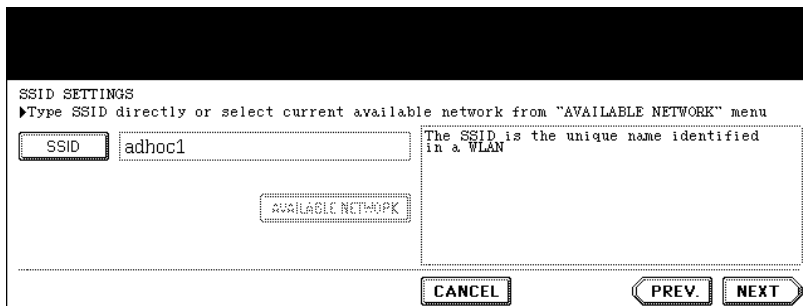 SSID SETTINGS
▶Type SSID directly or select current available network from "AVAILABLE NETWORK" menu
SSID
adhoc1
The SSID is the unique name identified
in a WLAN
AVAILABLE NETWORK
CANCEL
PREV.
NEXT